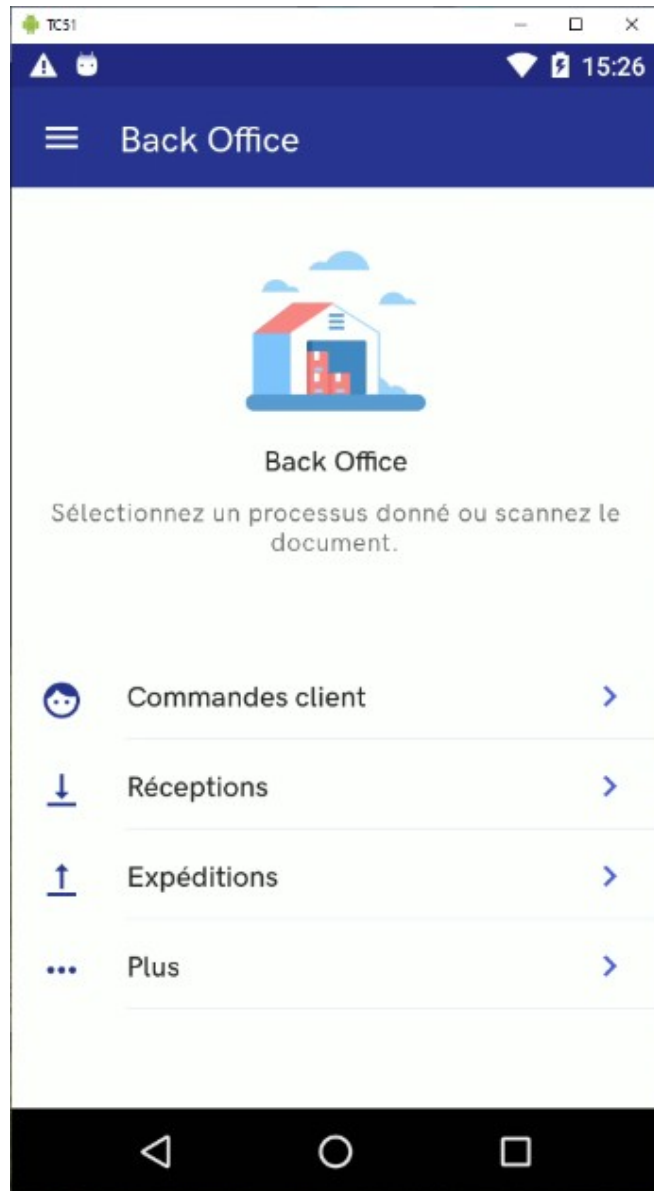 TC51
15:26
Back Office
Back Office
Sélectionnez un processus donné ou scannez le
document.
Commandes client
Réceptions
Expéditions
Plus